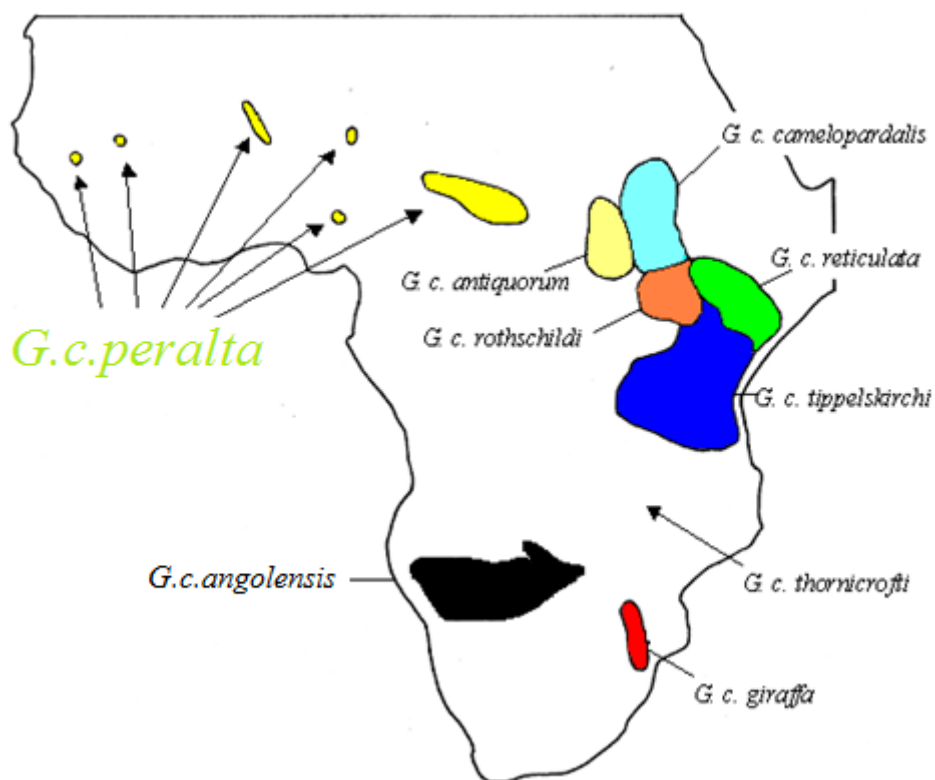 G. c. camelopardalis
G. c. reticulata
G. c. antiquorum
G. c. rothschildi
G.c.peralta
G. c. tippelskirchi
G.c.angolensis
G. c. thornicrofti
G. c. giraffa